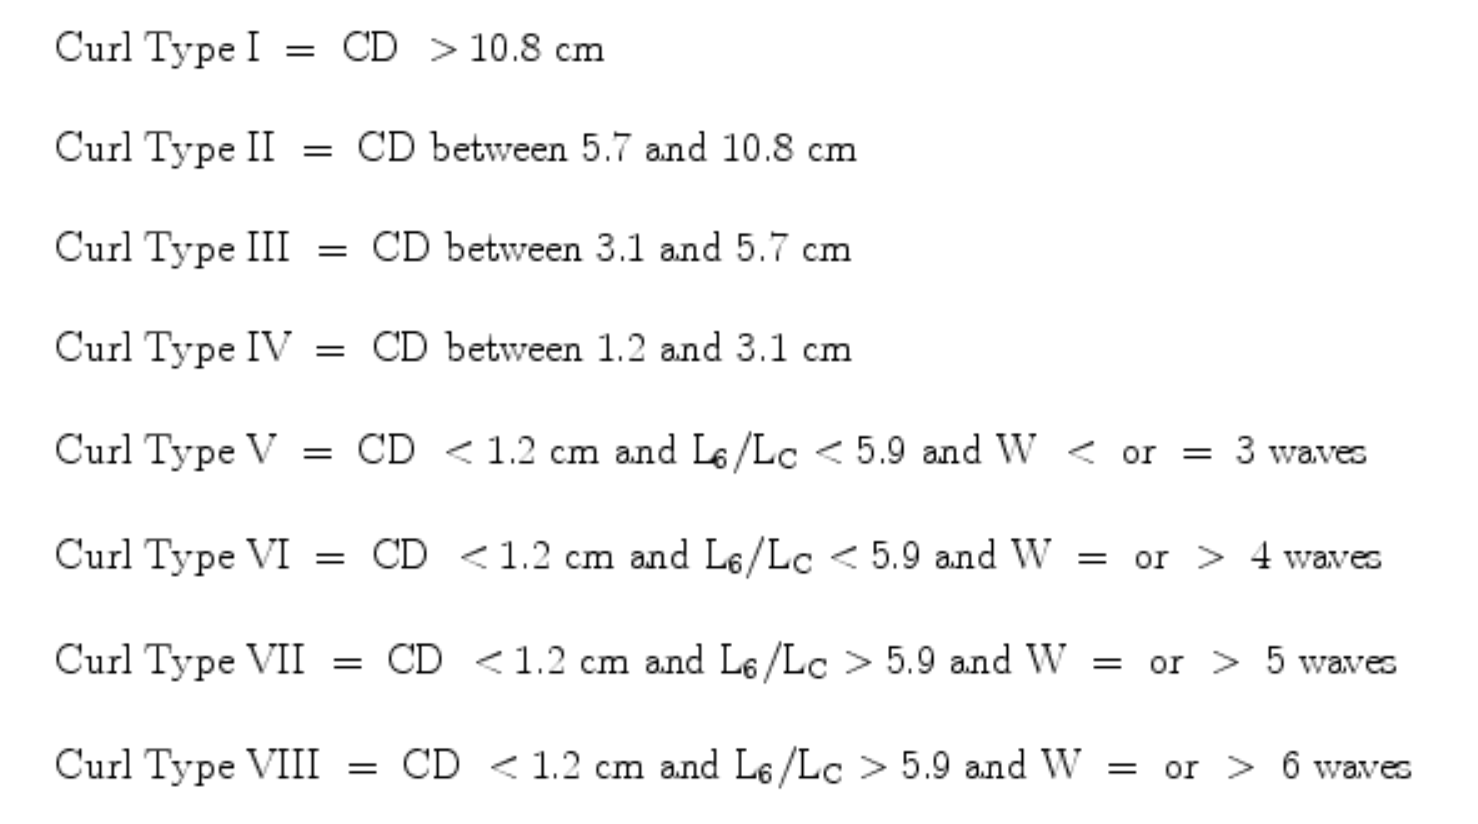 Curl Type I = CD > 10.8 cm
Curl Type II = CD between 5.7 and 10.8 cm
Curl Type III = CD between 3.1 and 5.7 cm
Curl Type IV = CD between 1.2 and 3.1 cm
Curl Type V = CD < 1.2 cm and L₆/L_C < 5.9 and W < or = 3 waves
Curl Type VI = CD < 1.2 cm and L₆/L_C < 5.9 and W = or > 4 waves
Curl Type VII = CD < 1.2 cm and L₆/L_C > 5.9 and W = or > 5 waves
Curl Type VIII = CD < 1.2 cm and L₆/L_C > 5.9 and W = or > 6 waves